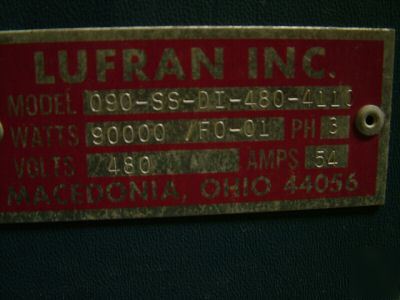 LUFRAN INC.
MODEL 090-SS-DI-480-411
WATTS 90000 /FO-01 PH 3
VOLTS 480 AMPS 54
MACEDONIA, OHIO 44056